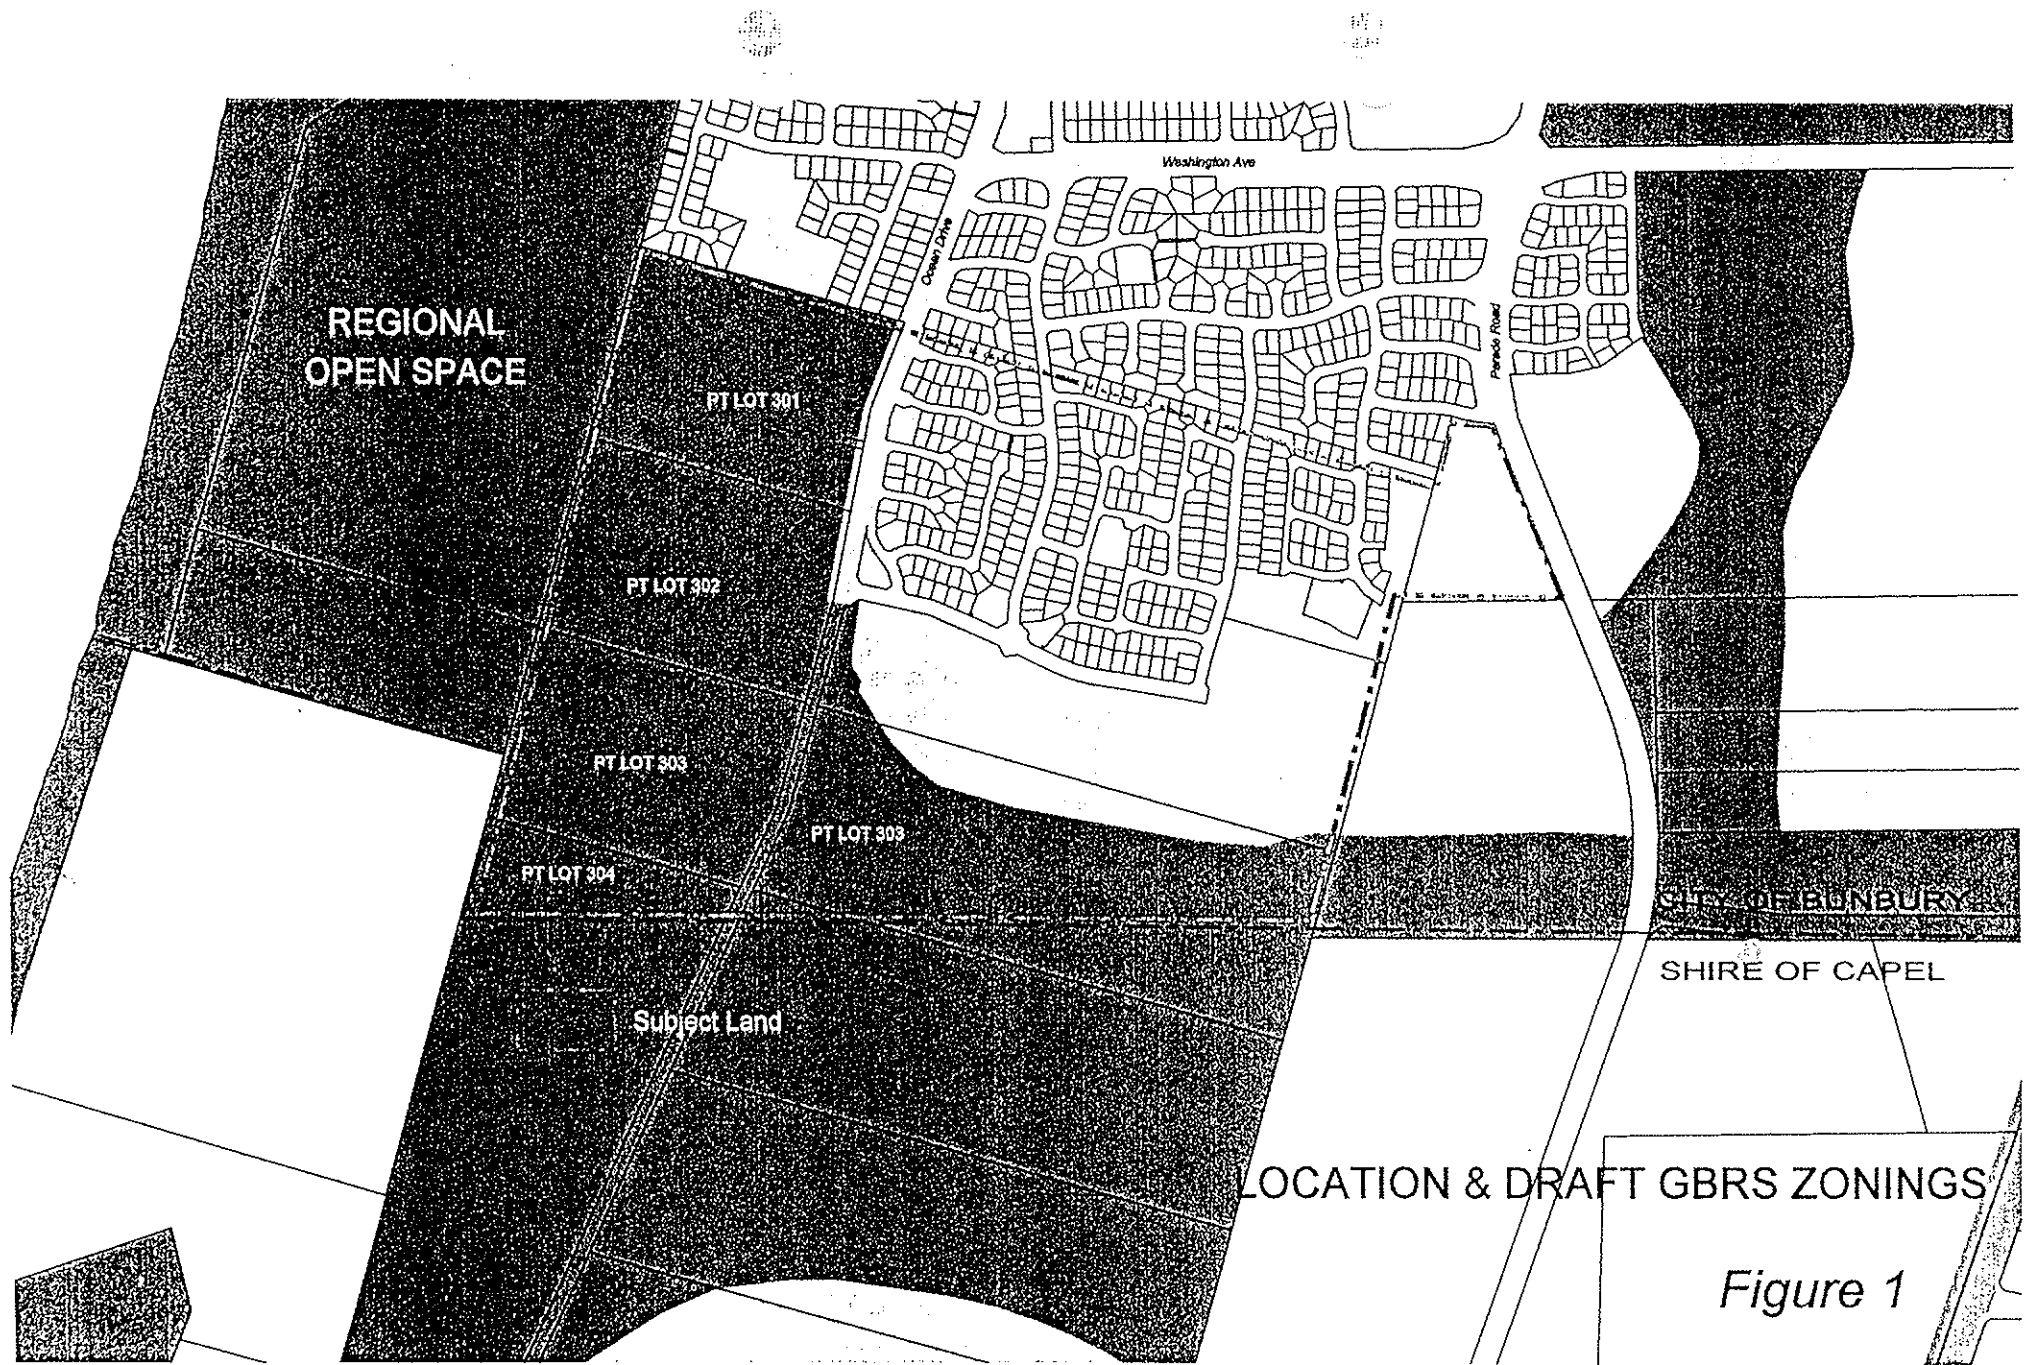 Washington Ave
Ocean Drive
REGIONAL
OPEN SPACE
Parade Road
PT LOT 301
PT LOT 302
PT LOT 303
PT LOT 303
PT LOT 304
CITY OF BUNBURY
SHIRE OF CAPEL
Subject Land
LOCATION & DRAFT GBRS ZONINGS
Figure 1